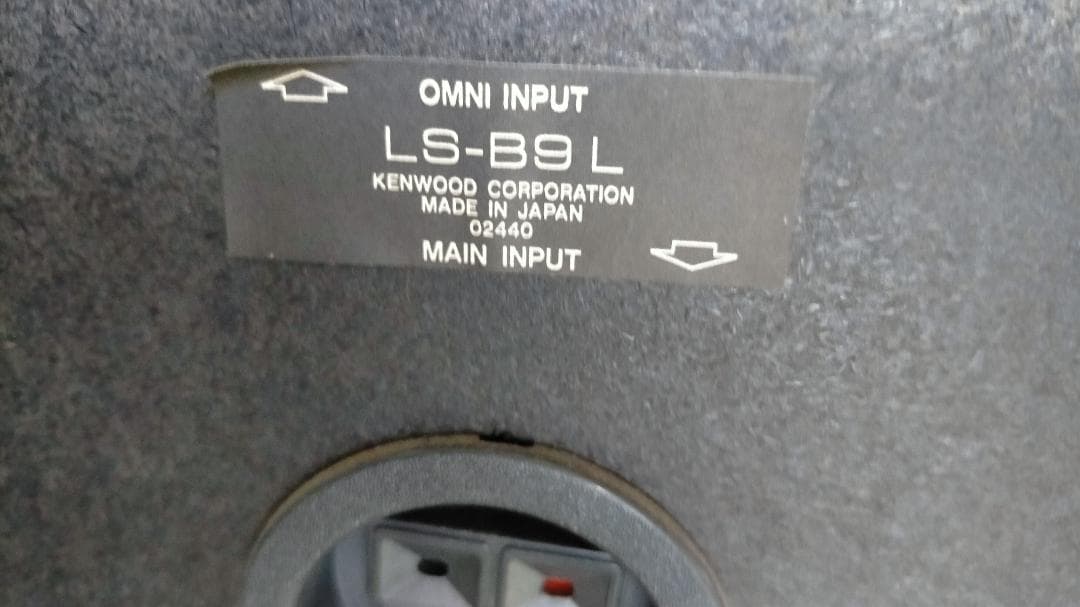 OMNI INPUT
LS-B9 L
KENWOOD CORPORATION
MADE IN JAPAN
02440
MAIN INPUT